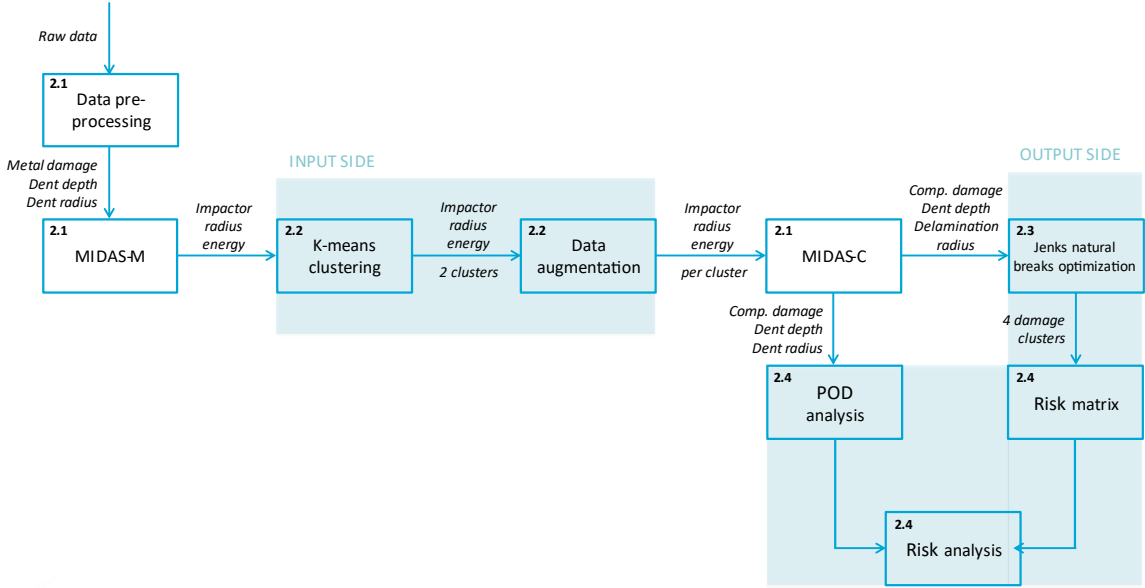 Raw data
2.1
Data pre-
processing
Metal damage
Dent depth
Dent radius
2.1
MIDAS-M
Impactor
radius
energy
INPUT SIDE
2.2
K-means
clustering
Impactor
radius
energy
2 clusters
2.2
Data
augmentation
Impactor
radius
energy
per cluster
2.1
MIDAS-C
Comp. damage
Dent depth
Delamination
radius
OUTPUT SIDE
2.3
Jenks natural
breaks optimization
Comp. damage
Dent depth
Dent radius
4 damage
clusters
2.4
POD
analysis
2.4
Risk matrix
2.4
Risk analysis